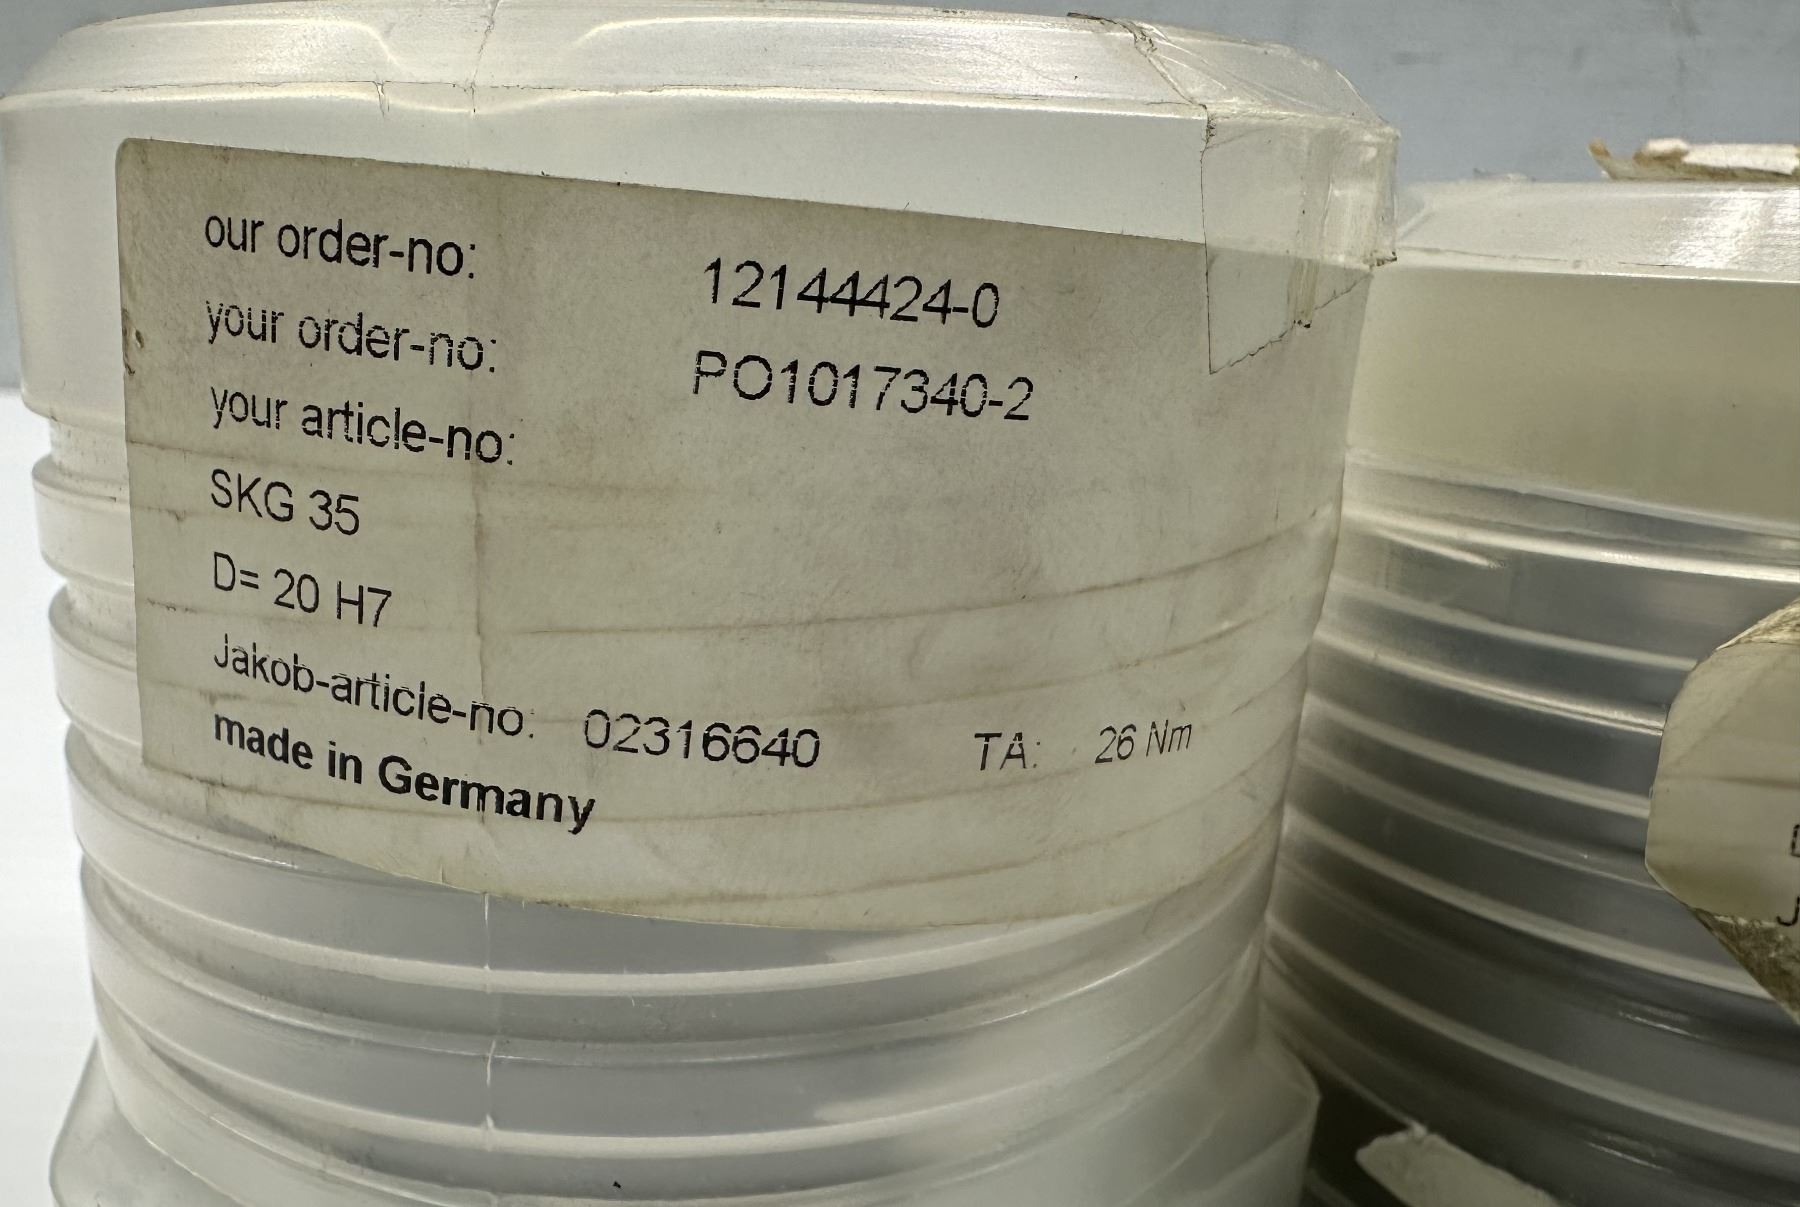 our order-no: 12144424-0
your order-no: PO1017340-2
your article-no:
SKG 35
D= 20 H7
Jakob-article-no: 02316640 TA: 26 Nm
made in Germany